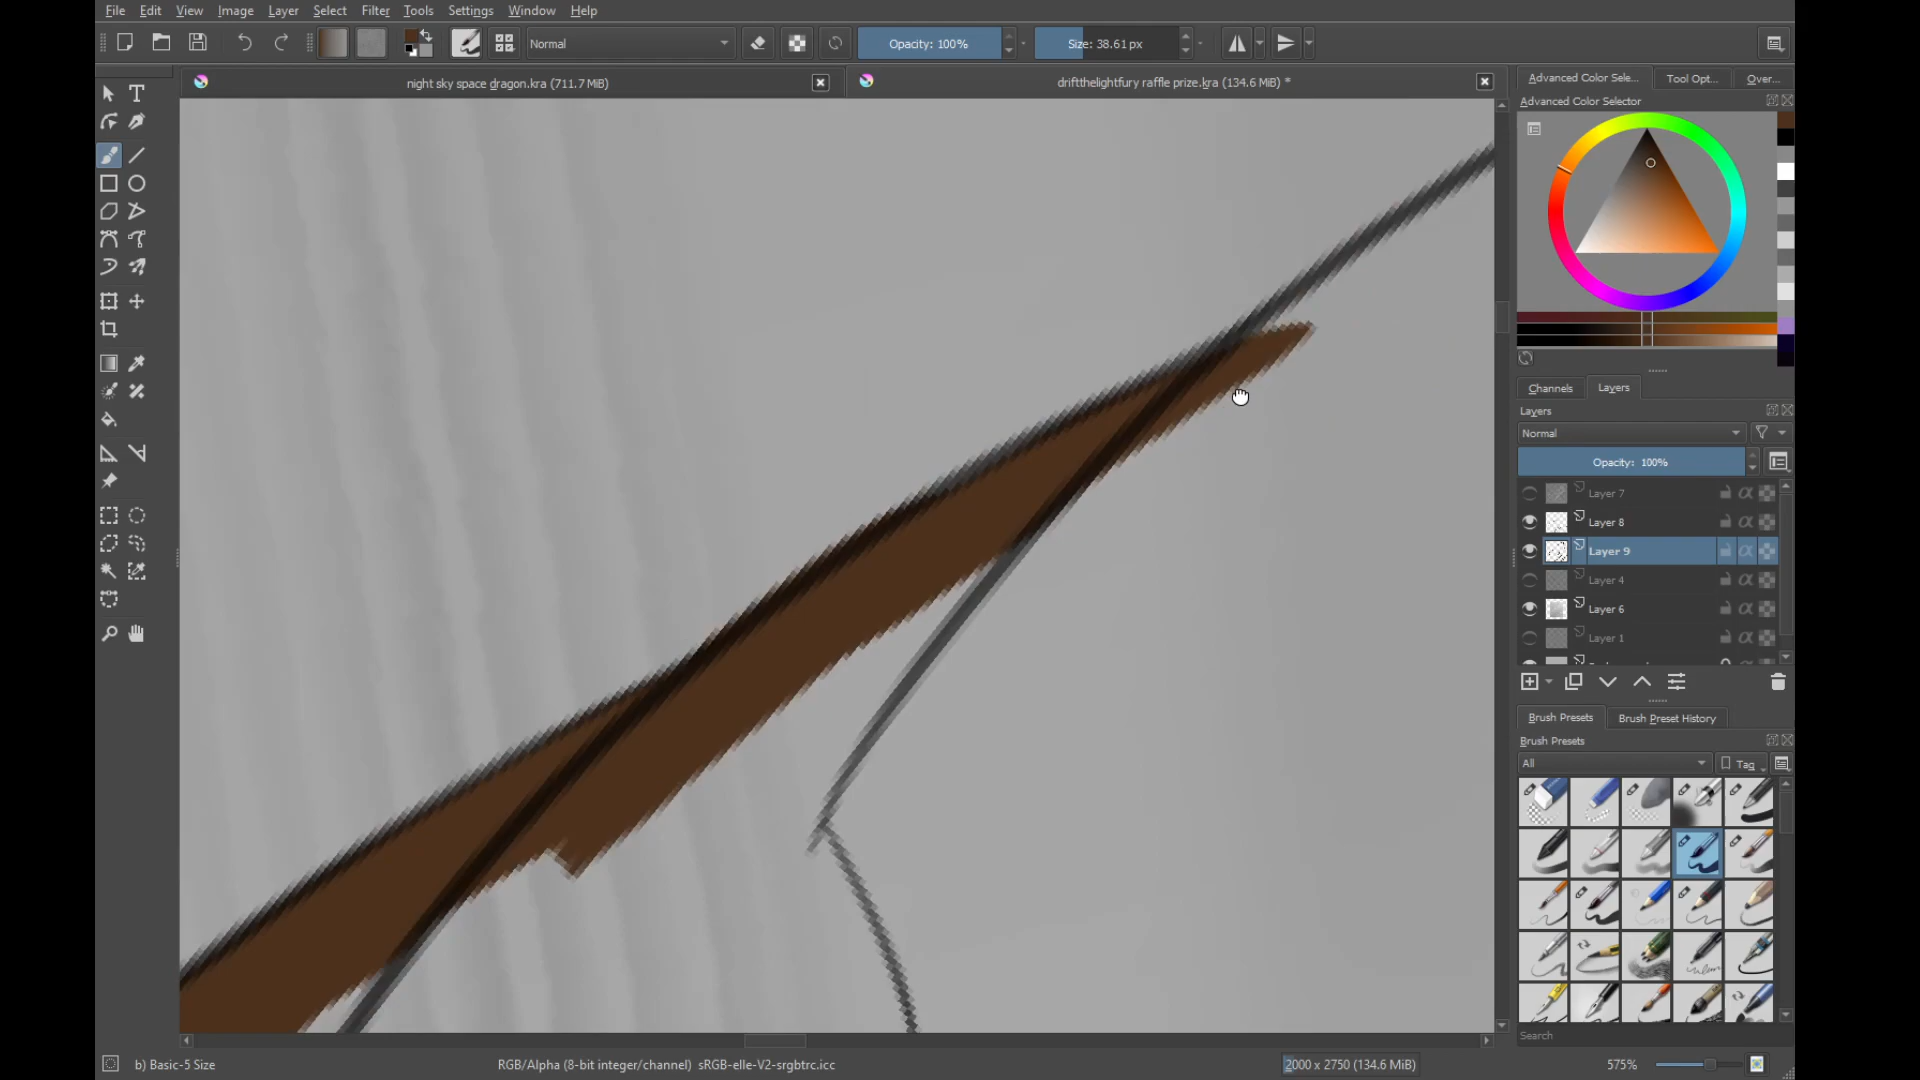 File Edit View Image Layer Select Filter Tools Settings Window Help
Normal
Opacity: 100%
Size: 38.61 px
night sky space dragon.kra (711.7 MiB)
driftthelightfury raffle prize.kra (134.6 MiB) *
Advanced Color Sele... Tool Opt... Over...
Advanced Color Selector
Channels Layers
Layers
Normal
Opacity: 100%
Layer 7
Layer 8
Layer 9
Layer 4
Layer 6
Layer 1
Brush Presets Brush Preset History
Brush Presets
All Tag
Search
b) Basic-5 Size RGB/Alpha (8-bit integer/channel) sRGB-elle-V2-srgbtrc.icc 2000 x 2750 (134.6 MiB) 575%